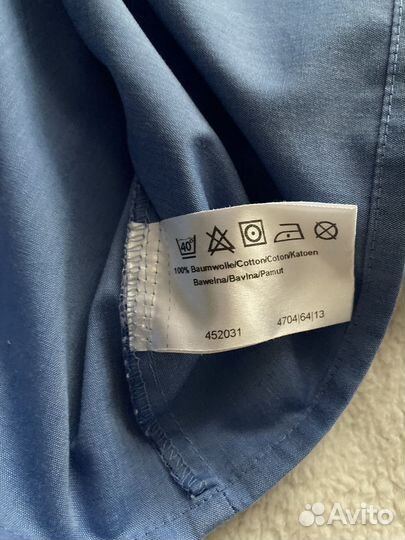 40
100% Baumwolle/Cotton/Coton/Katoen
Bawełna/Bavlna/Pamut
452031 4704|64|13
Avito